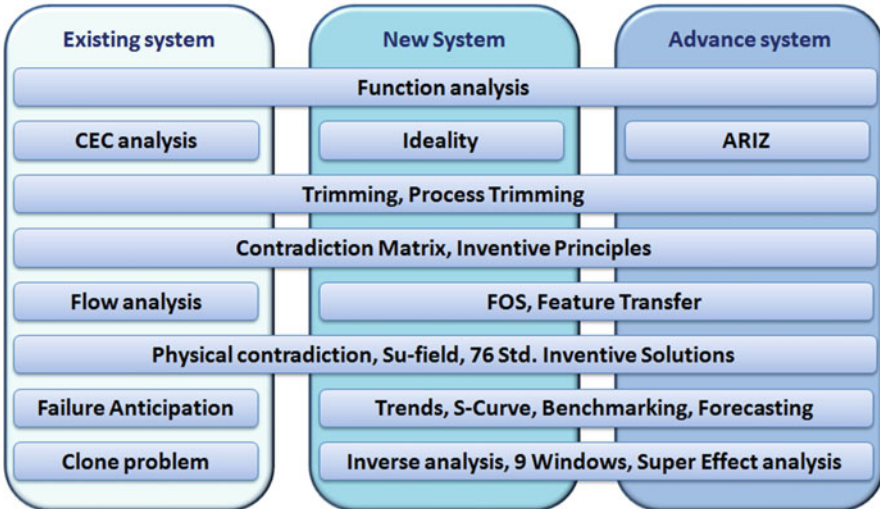 Existing system
New System
Advance system
Function analysis
CEC analysis
Ideality
ARIZ
Trimming, Process Trimming
Contradiction Matrix, Inventive Principles
Flow analysis
FOS, Feature Transfer
Physical contradiction, Su-field, 76 Std. Inventive Solutions
Failure Anticipation
Trends, S-Curve, Benchmarking, Forecasting
Clone problem
Inverse analysis, 9 Windows, Super Effect analysis